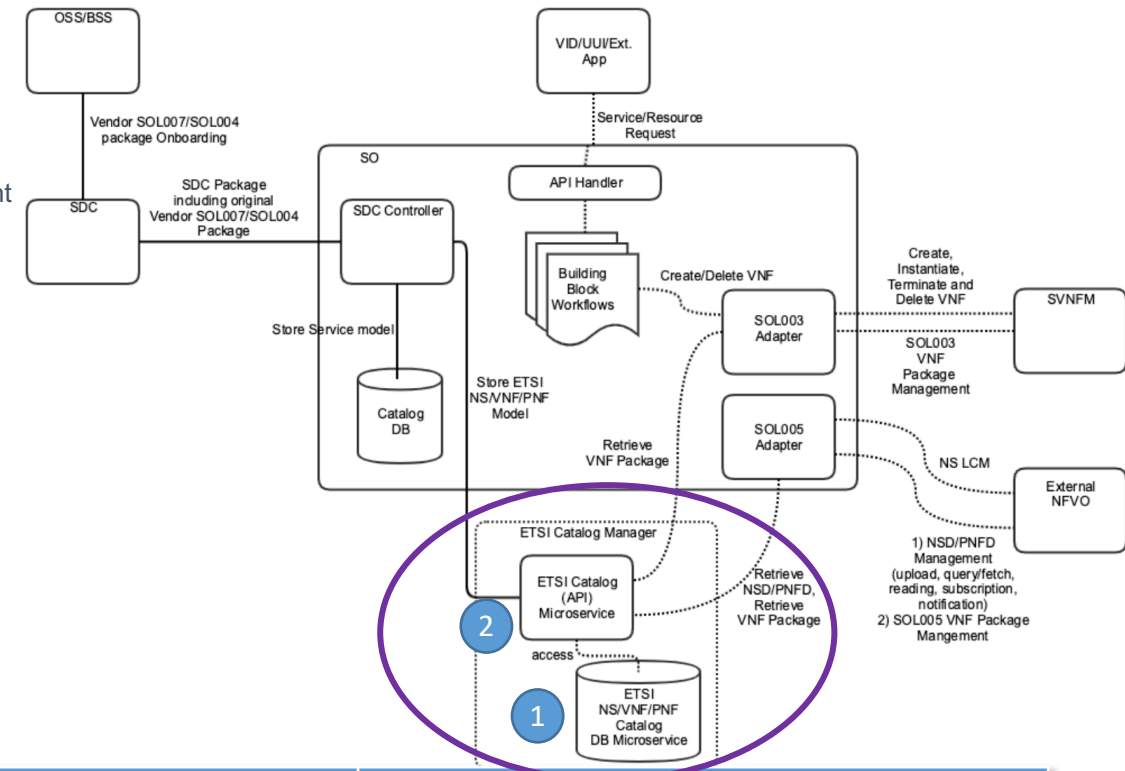 OSS/BSS
VID/UUI/Ext.
App
Vendor SOL007/SOL004
package Onboarding
Service/Resource
Request
SO
API Handler
nt
SDC
SDC Package
including original
Vendor SOL007/SOL004
Package
SDC Controller
Building
Block
Workflows
Create/Delete VNF
Create,
Instantiate,
Terminate and
Delete VNF
SOL003
Adapter
SVNFM
SOL003
VNF
Package
Management
Store Service model
Catalog
DB
Store ETSI
NS/VNF/PNF
Model
Retrieve
VNF Package
SOL005
Adapter
NS LCM
External
NFVO
1) NSD/PNFD
Management
(upload, query/fetch,
reading, subscription,
notification)
2) SOL005 VNF Package
Mangement
ETSI Catalog Manager
ETSI Catalog
(API)
Microservice
Retrieve
NSD/PNFD,
Retrieve
VNF Package
2
access
1
ETSI
NS/VNF/PNF
Catalog
DB Microservice